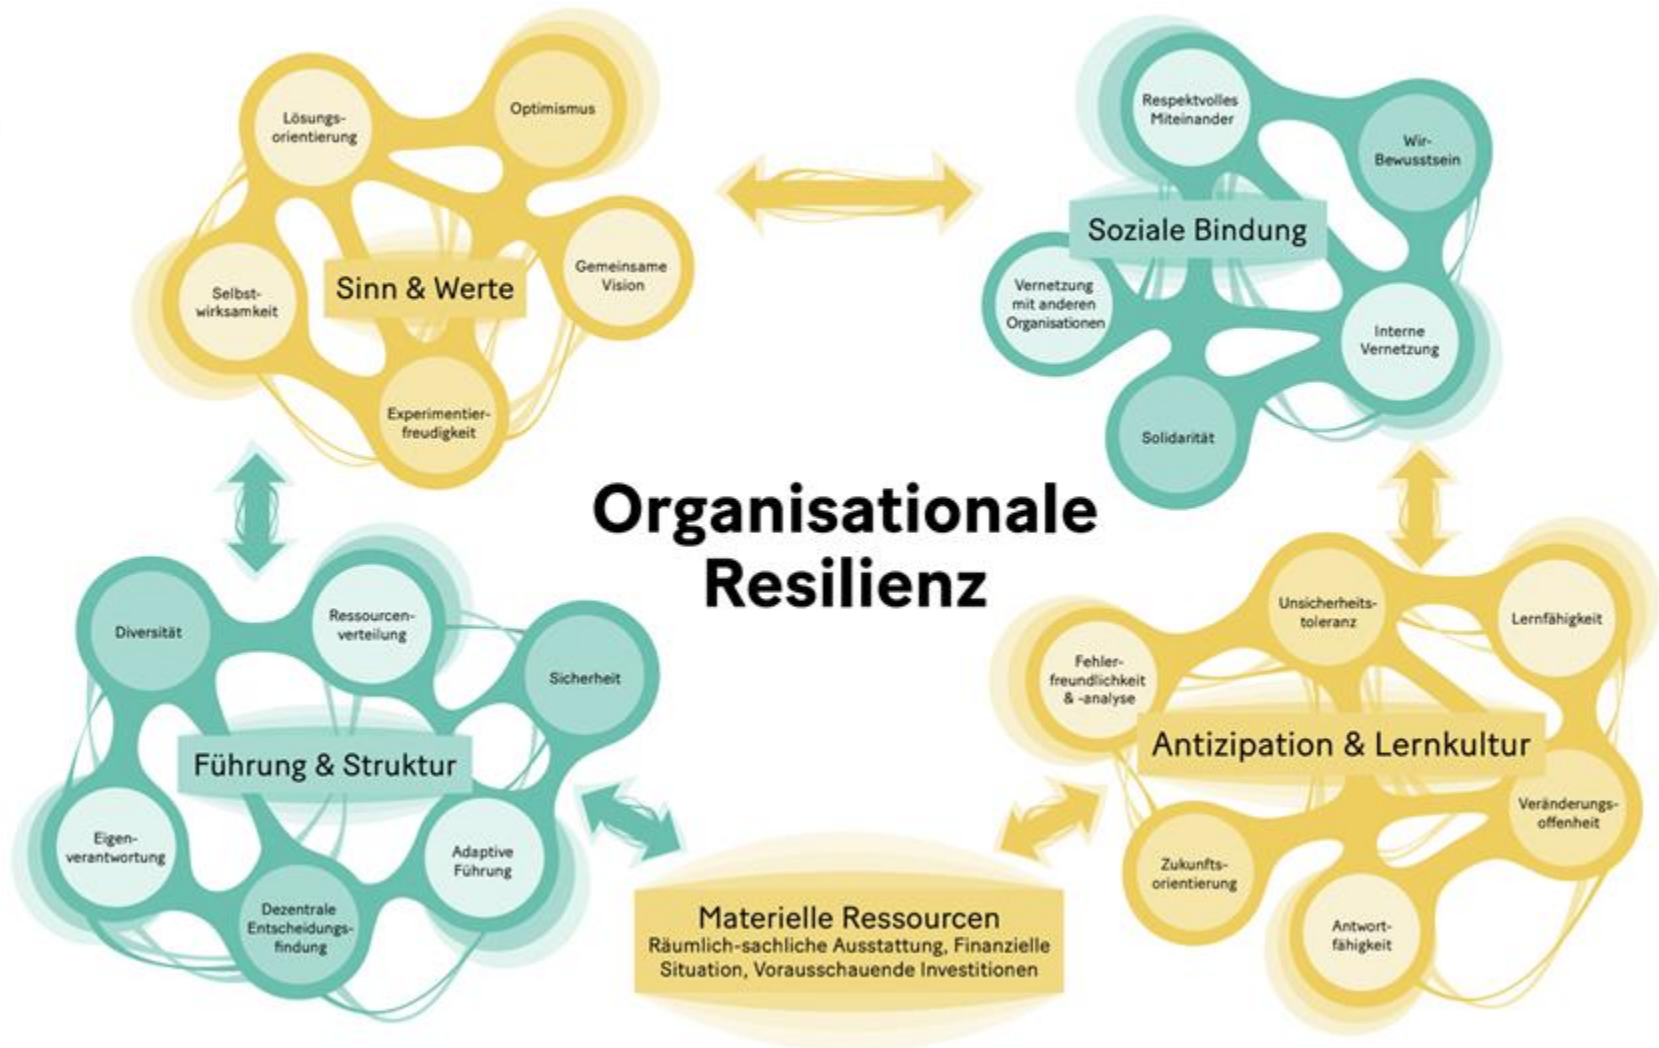 Lösungs-
orientierung
Optimismus
Selbst-
wirksamkeit
Sinn & Werte
Gemeinsame
Vision
Experimentier-
freudigkeit
Respektvolles
Miteinander
Wir-
Bewusstsein
Soziale Bindung
Vernetzung
mit anderen
Organisationen
Interne
Vernetzung
Solidarität
Organisationale
Resilienz
Diversität
Ressourcen-
verteilung
Sicherheit
Führung & Struktur
Eigen-
verantwortung
Adaptive
Führung
Dezentrale
Entscheidungs-
findung
Unsicherheits-
toleranz
Lernfähigkeit
Fehler-
freundlichkeit
& -analyse
Antizipation & Lernkultur
Veränderungs-
offenheit
Zukunfts-
orientierung
Antwort-
fähigkeit
Materielle Ressourcen
Räumlich-sachliche Ausstattung, Finanzielle
Situation, Vorausschauende Investitionen